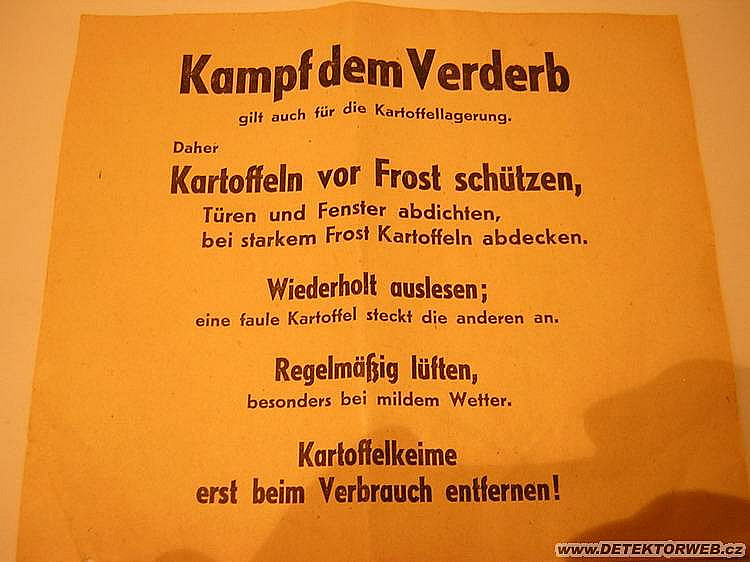 Kampf dem Verderb
gilt auch für die Kartoffellagerung.
Daher
Kartoffeln vor Frost schützen,
Türen und Fenster abdichten,
bei starkem Frost Kartoffeln abdecken.
Wiederholt auslesen;
eine faule Kartoffel steckt die anderen an.
Regelmäßig lüften,
besonders bei mildem Wetter.
Kartoffelkeime
erst beim Verbrauch entfernen!
www.DETEKTORWEB.cz